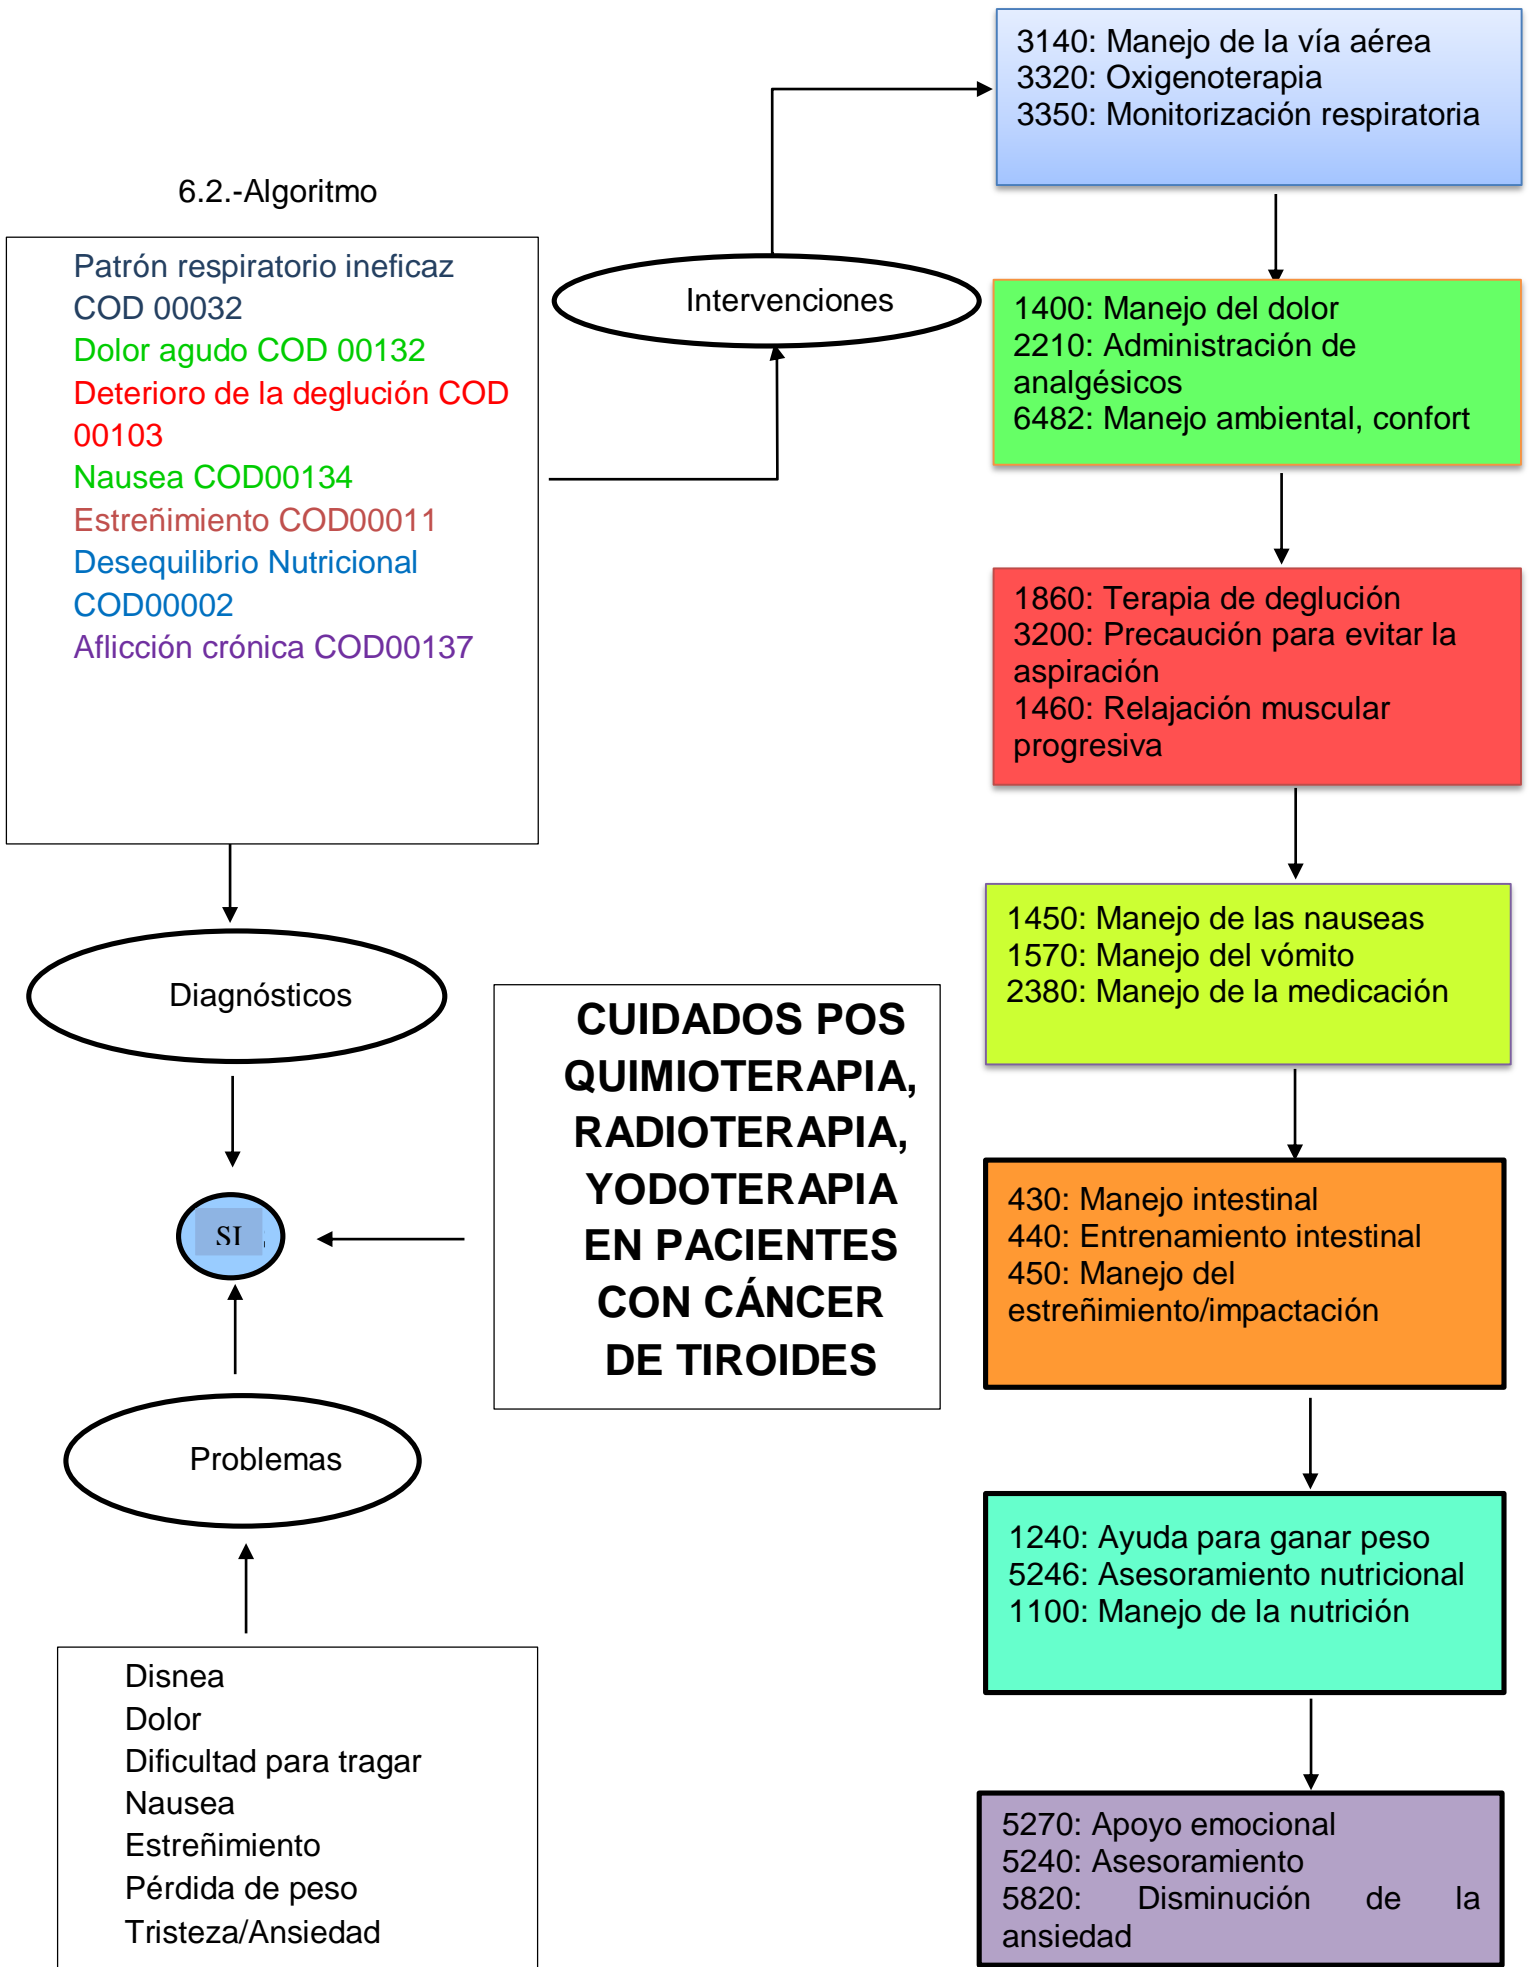 6.2.-Algoritmo
Patrón respiratorio ineficaz
COD 00032
Dolor agudo COD 00132
Deterioro de la deglución COD
00103
Nausea COD00134
Estreñimiento COD00011
Desequilibrio Nutricional
COD00002
Aflicción crónica COD00137
Intervenciones
3140: Manejo de la vía aérea
3320: Oxigenoterapia
3350: Monitorización respiratoria
1400: Manejo del dolor
2210: Administración de
analgésicos
6482: Manejo ambiental, confort
1860: Terapia de deglución
3200: Precaución para evitar la
aspiración
1460: Relajación muscular
progresiva
1450: Manejo de las nauseas
1570: Manejo del vómito
2380: Manejo de la medicación
430: Manejo intestinal
440: Entrenamiento intestinal
450: Manejo del
estreñimiento/impactación
1240: Ayuda para ganar peso
5246: Asesoramiento nutricional
1100: Manejo de la nutrición
5270: Apoyo emocional
5240: Asesoramiento
5820: Disminución de la
ansiedad
Diagnósticos
CUIDADOS POS
QUIMIOTERAPIA,
RADIOTERAPIA,
YODOTERAPIA
EN PACIENTES
CON CÁNCER
DE TIROIDES
Problemas
Disnea
Dolor
Dificultad para tragar
Nausea
Estreñimiento
Pérdida de peso
Tristeza/Ansiedad